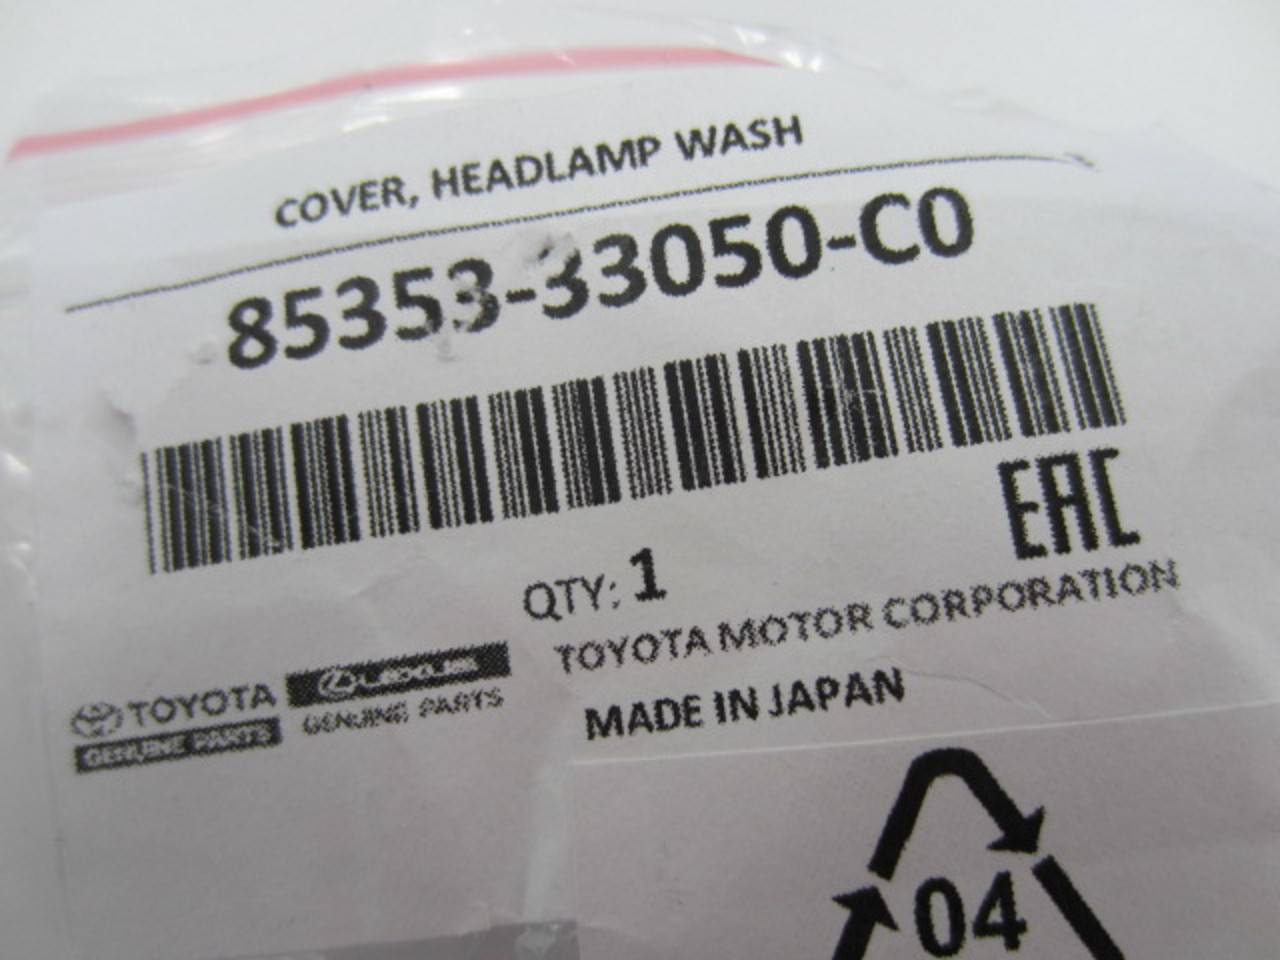 COVER, HEADLAMP WASH
85353-33050-C0
EAC
QTY: 1
TOYOTA MOTOR CORPORATION
MADE IN JAPAN
TOYOTA
GENUINE PARTS
LEXUS
GENUINE PARTS
04